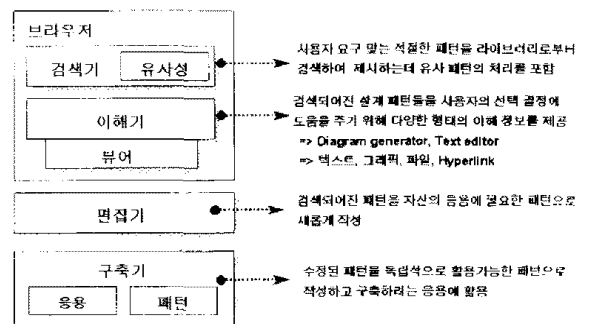 브라우저
검색기
유사성
사용자 요구 맞는 적절한 패턴을 라이브러리로부터
검색하여 제시하는데 유사 패턴의 처리를 포함
이해기
뷰어
검색되어진 설계 패턴들을 사용자의 선택 결정에
도움을 주기 위해 다양한 형태의 이해 정보를 제공
=> Diagram generator, Text editor
=> 텍스트, 그래픽, 파일, Hyperlink
편집기
검색되어진 패턴을 자신의 응용에 필요한 패턴으로
새롭게 작성
구축기
응용
패턴
수정된 패턴을 독립적으로 활용가능한 패턴으로
작성하고 구축하려는 응용에 활용